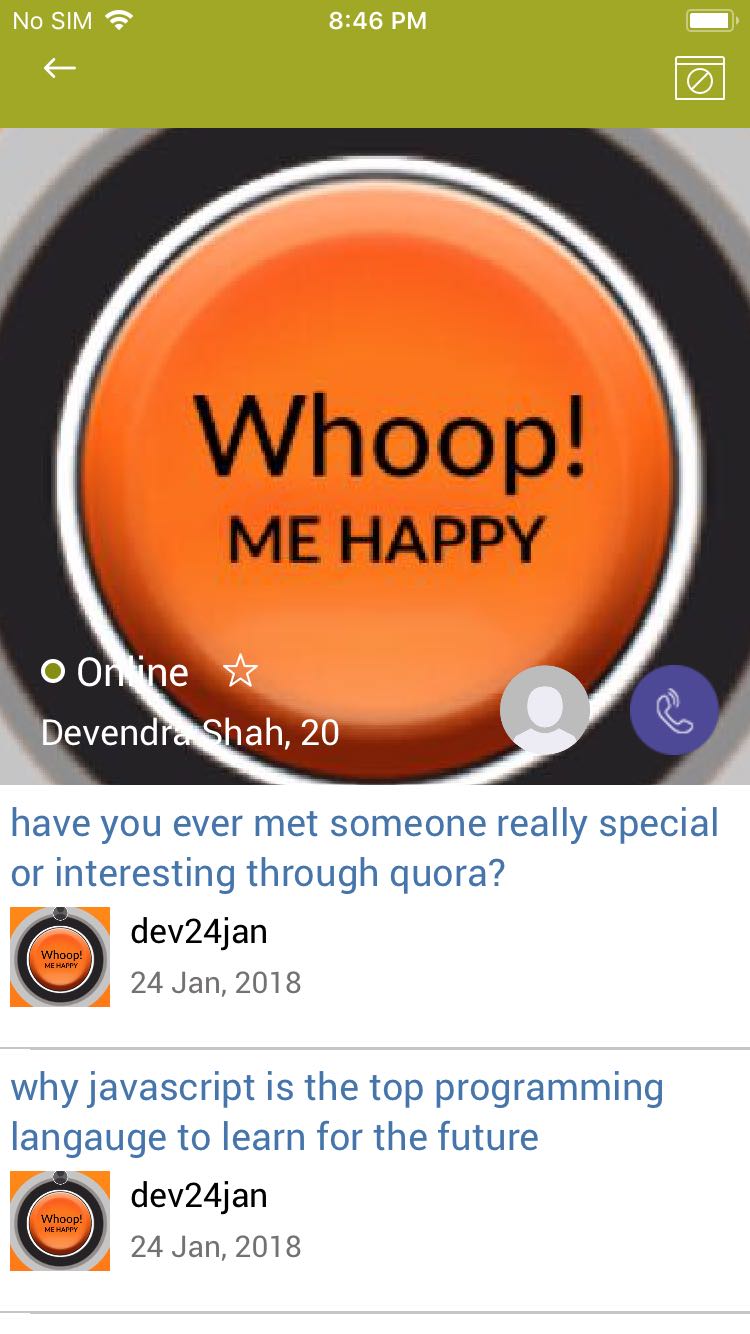 No SIM 8:46 PM
Whoop!
ME HAPPY
Online
Devendra Shah, 20
have you ever met someone really special
or interesting through quora?
Whoop!
ME HAPPY
dev24jan
24 Jan, 2018
why javascript is the top programming
langauge to learn for the future
Whoop!
ME HAPPY
dev24jan
24 Jan, 2018